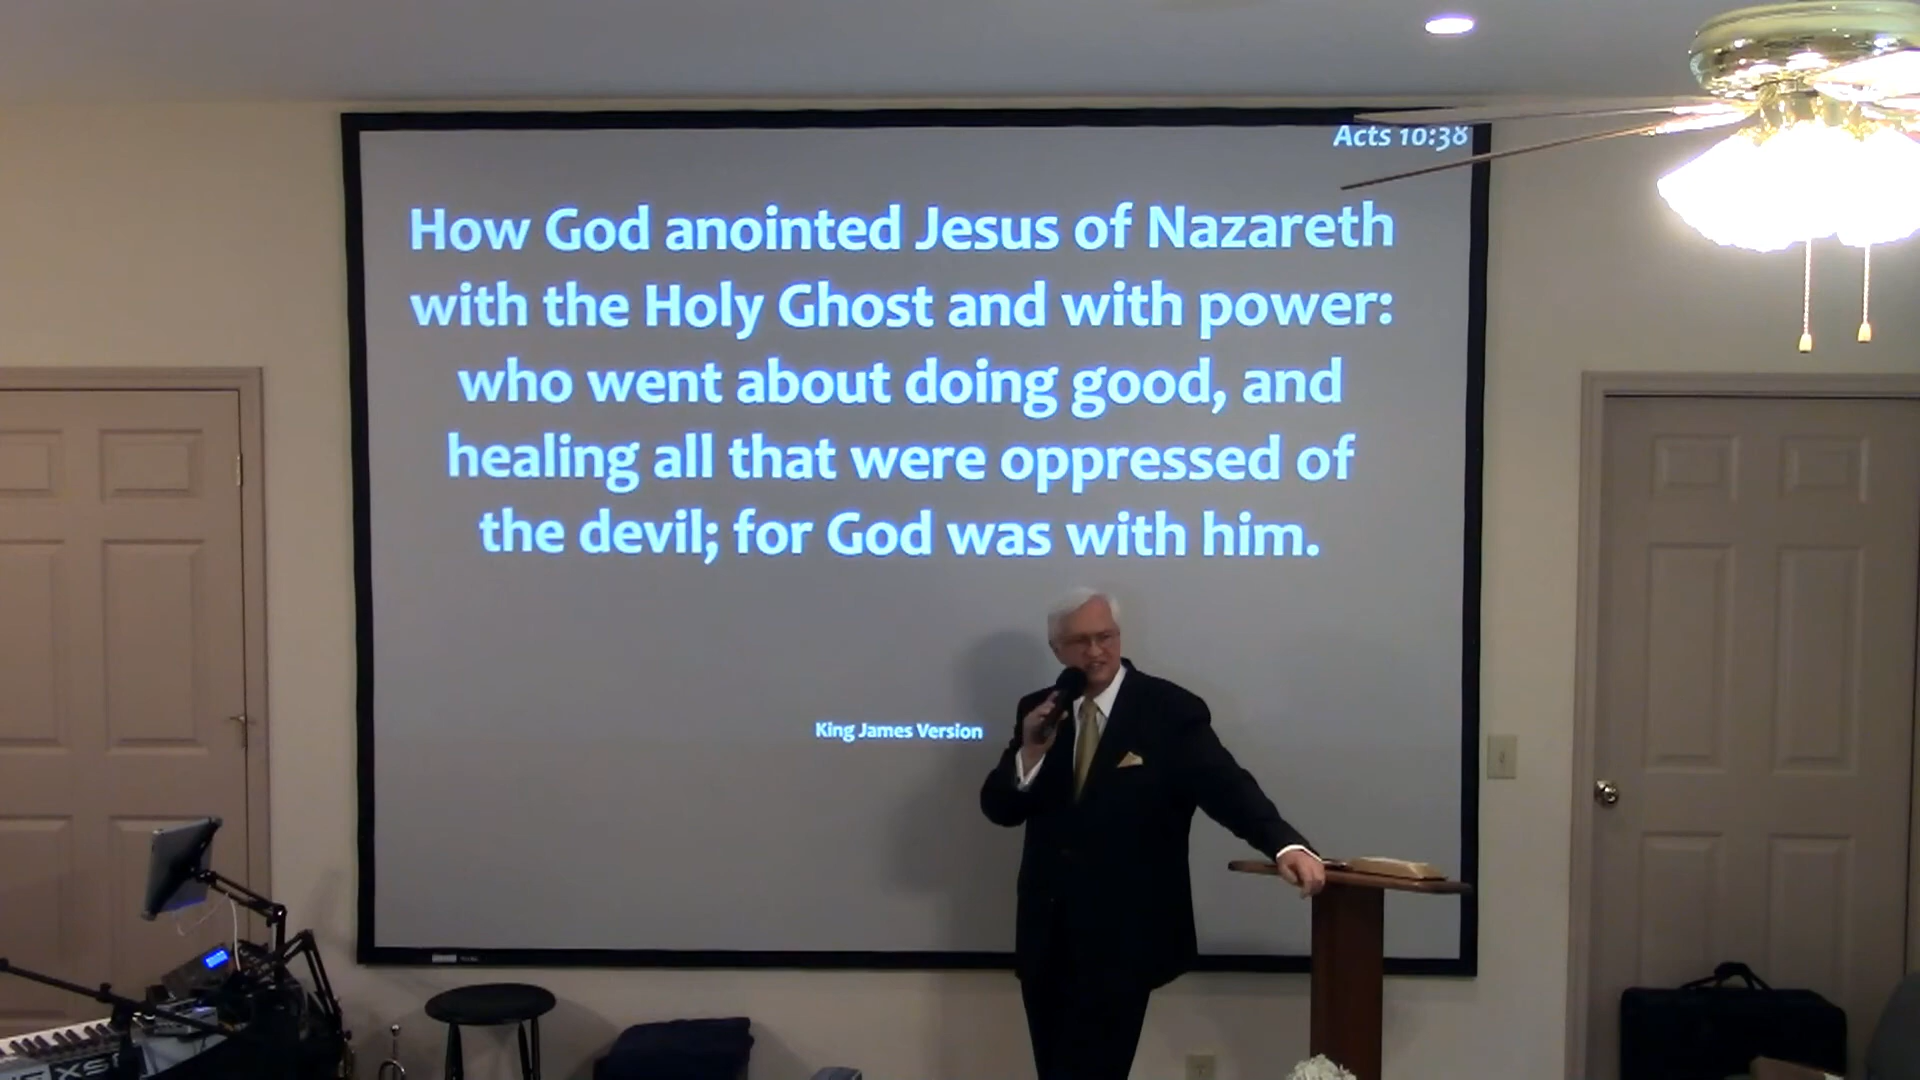 Acts 10:38
How God anointed Jesus of Nazareth
with the Holy Ghost and with power:
who went about doing good, and
healing all that were oppressed of
the devil; for God was with him.
King James Version